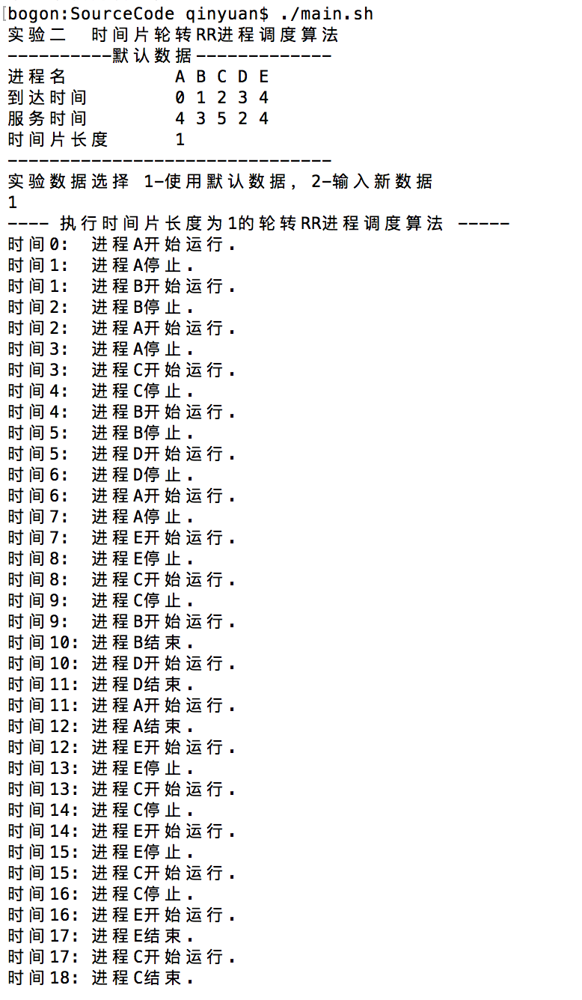 bogon:SourceCode qinyuan$ ./main.sh
实验二  时间片轮转RR进程调度算法
----------默认数据-------------
进程名          A B C D E
到达时间        0 1 2 3 4
服务时间        4 3 5 2 4
时间片长度      1
-------------------------------
实验数据选择 1-使用默认数据, 2-输入新数据
1
---- 执行时间片长度为1的轮转RR进程调度算法 -----
时间0:  进程A开始运行.
时间1:  进程A停止.
时间1:  进程B开始运行.
时间2:  进程B停止.
时间2:  进程A开始运行.
时间3:  进程A停止.
时间3:  进程C开始运行.
时间4:  进程C停止.
时间4:  进程B开始运行.
时间5:  进程B停止.
时间5:  进程D开始运行.
时间6:  进程D停止.
时间6:  进程A开始运行.
时间7:  进程A停止.
时间7:  进程E开始运行.
时间8:  进程E停止.
时间8:  进程C开始运行.
时间9:  进程C停止.
时间9:  进程B开始运行.
时间10: 进程B结束.
时间10: 进程D开始运行.
时间11: 进程D结束.
时间11: 进程A开始运行.
时间12: 进程A结束.
时间12: 进程E开始运行.
时间13: 进程E停止.
时间13: 进程C开始运行.
时间14: 进程C停止.
时间14: 进程E开始运行.
时间15: 进程E停止.
时间15: 进程C开始运行.
时间16: 进程C停止.
时间16: 进程E开始运行.
时间17: 进程E结束.
时间17: 进程C开始运行.
时间18: 进程C结束.